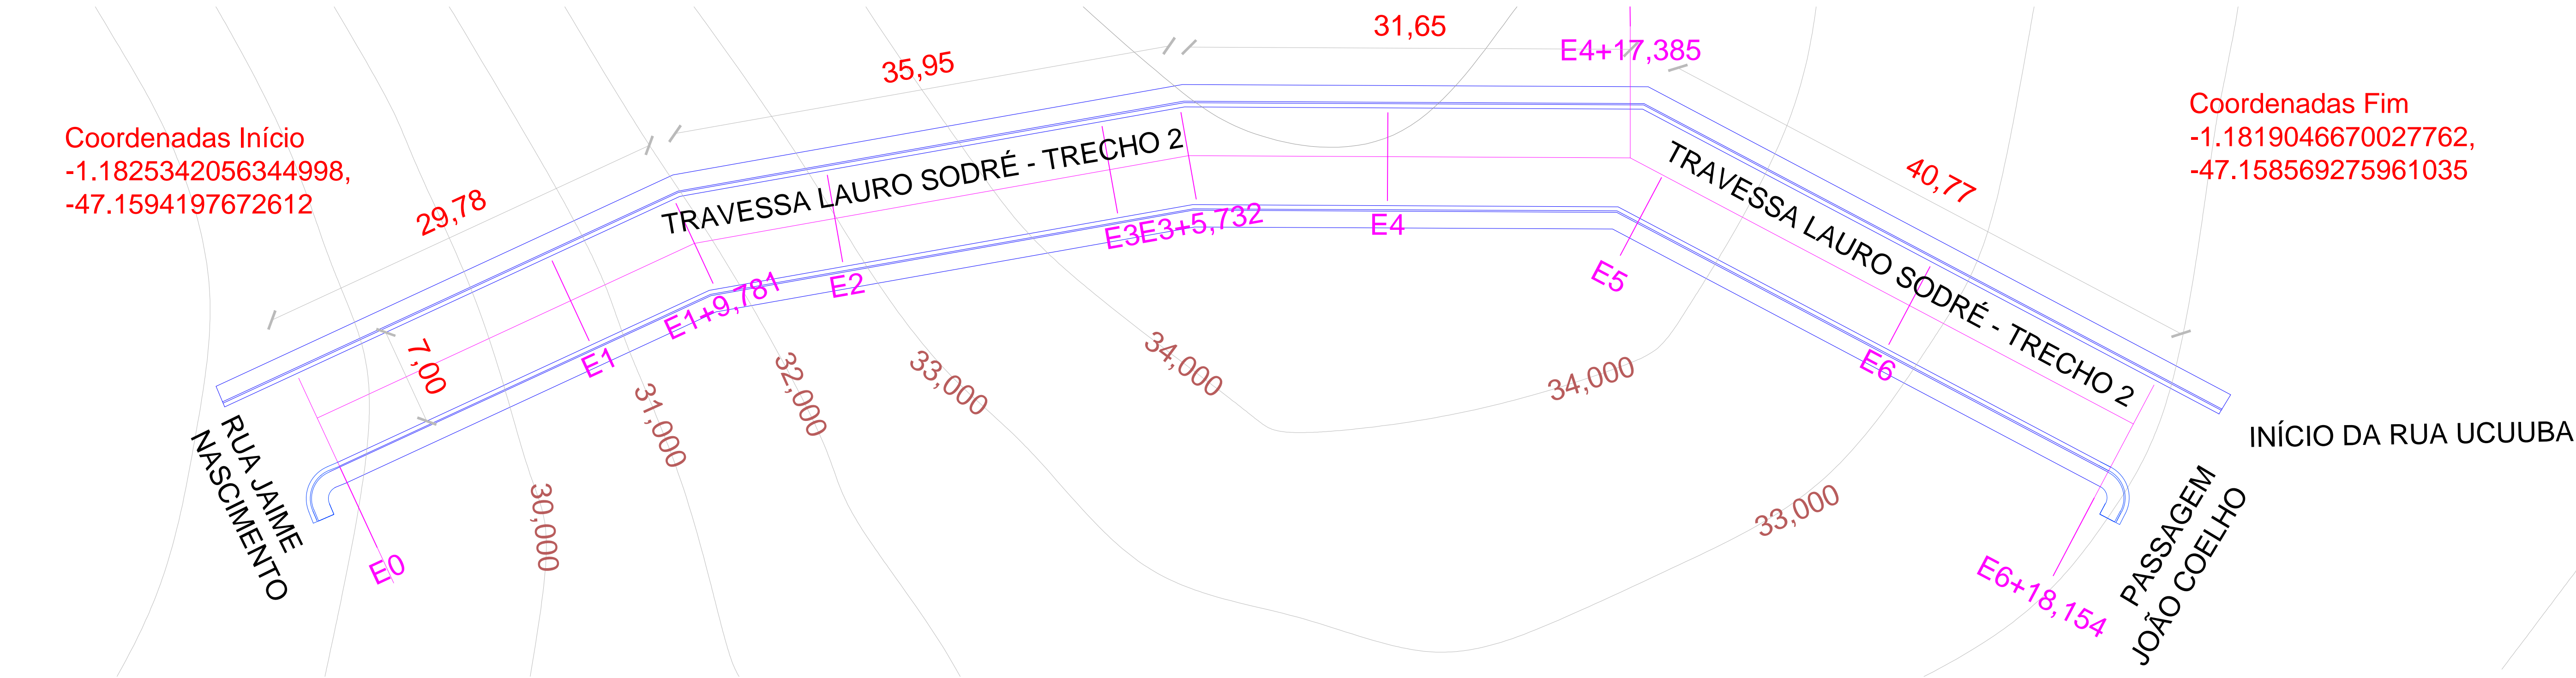 31,65
E4+17,385
35,95
Coordenadas Início
-1.1825342056344998,
-47.1594197672612
Coordenadas Fim
-1.1819046670027762,
-47.158569275961035
29,78
TRAVESSA LAURO SODRÉ - TRECHO 2
TRAVESSA LAURO SODRÉ - TRECHO 2
40,77
E3
E3+5,732
E4
E5
E2
E1+9,781
E1
7,00
E6
31,000
32,000
33,000
34,000
34,000
RUA JAIME
NASCIMENTO
INÍCIO DA RUA UCUUBA
30,000
33,000
E0
E6+18,154
PASSAGEM
JOÃO COELHO